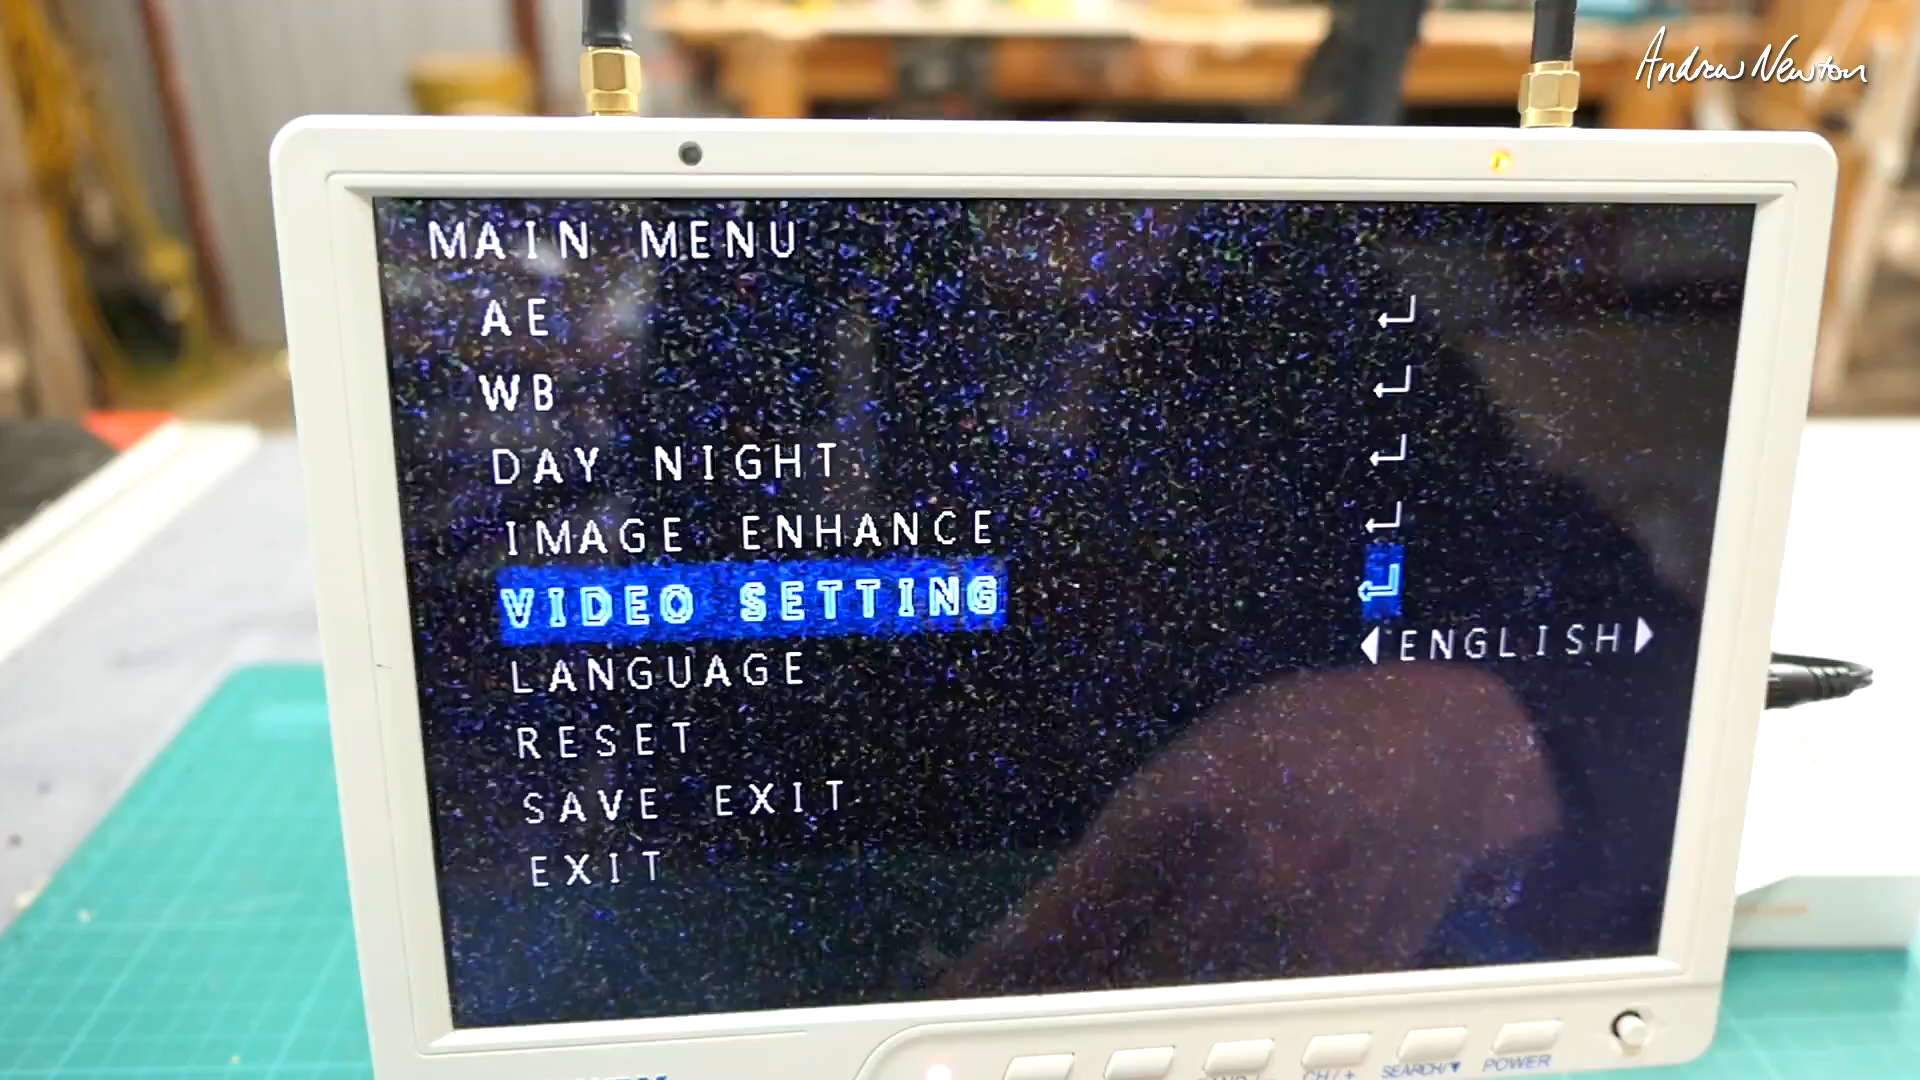 Andrew Newton
MAIN MENU
AE
WB
DAY NIGHT
IMAGE ENHANCE
VIDEO SETTING
LANGUAGE ENGLISH
RESET
SAVE EXIT
EXIT
CH/+ SEARCH/▼ POWER